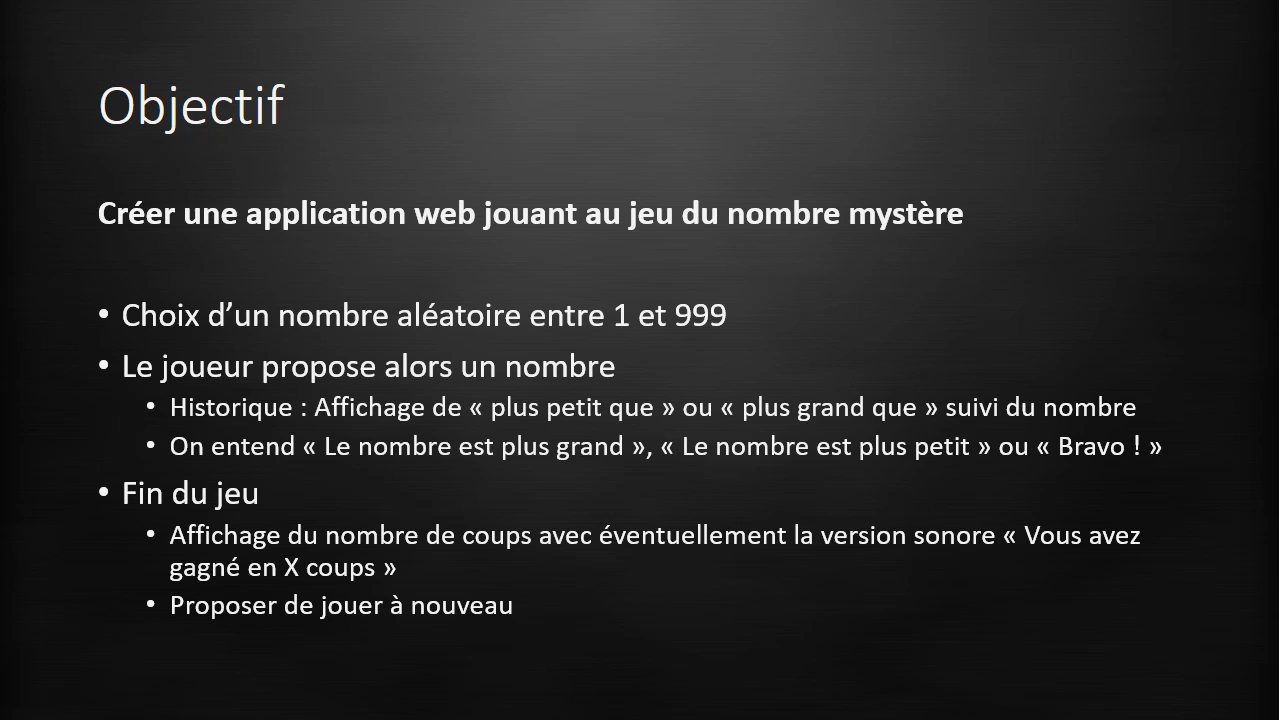 Objectif
Créer une application web jouant au jeu du nombre mystère
• Choix d’un nombre aléatoire entre 1 et 999
• Le joueur propose alors un nombre
• Historique : Affichage de « plus petit que » ou « plus grand que » suivi du nombre
• On entend « Le nombre est plus grand », « Le nombre est plus petit » ou « Bravo ! »
• Fin du jeu
• Affichage du nombre de coups avec éventuellement la version sonore « Vous avez
gagné en X coups »
• Proposer de jouer à nouveau